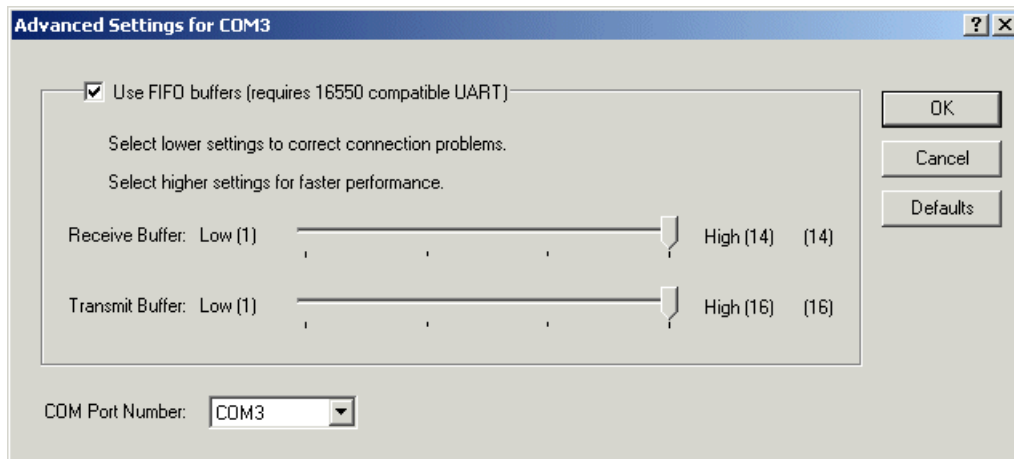 Advanced Settings for COM3
Use FIFO buffers (requires 16550 compatible UART)
OK
Select lower settings to correct connection problems.
Cancel
Select higher settings for faster performance.
Defaults
Receive Buffer: Low (1) High (14) (14)
Transmit Buffer: Low (1) High (16) (16)
COM Port Number: COM3